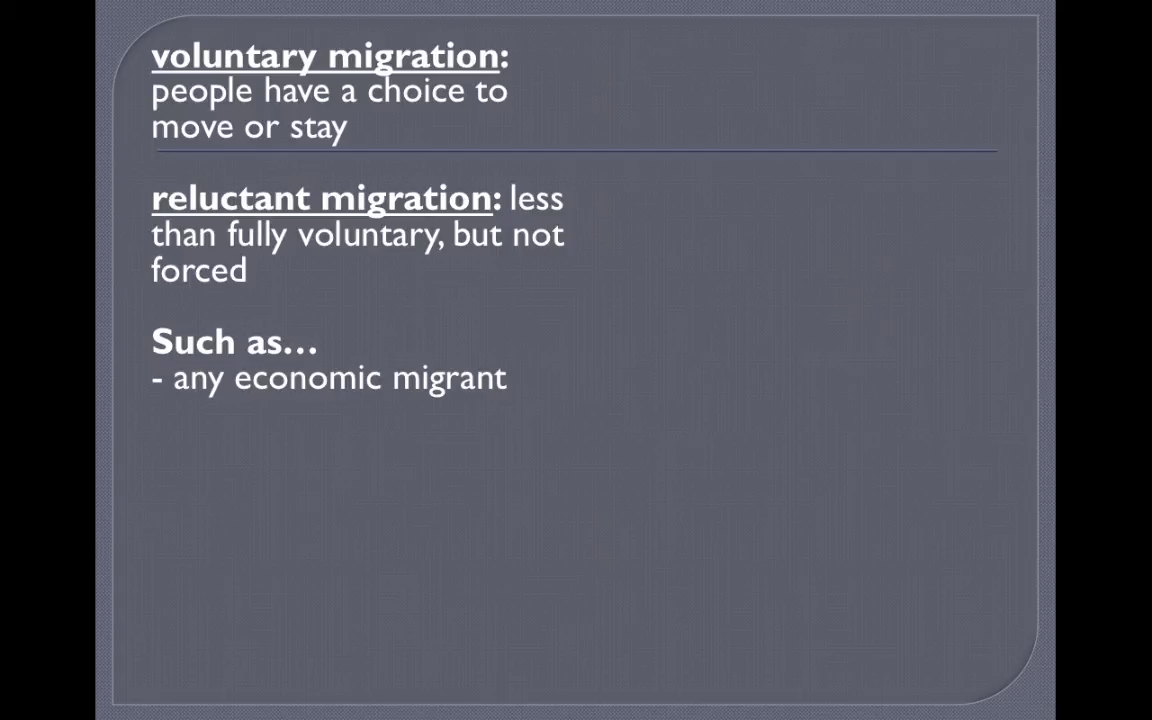 voluntary migration:
people have a choice to
move or stay
reluctant migration: less
than fully voluntary, but not
forced
Such as…
- any economic migrant